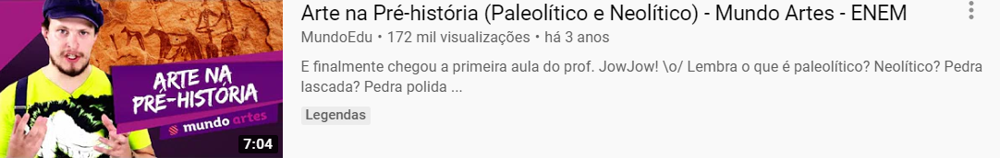 Arte na Pré-história (Paleolítico e Neolítico) - Mundo Artes - ENEM
MundoEdu • 172 mil visualizações • há 3 anos
E finalmente chegou a primeira aula do prof. JowJow! \o/ Lembra o que é paleolítico? Neolítico? Pedra
lascada? Pedra polida ...
Legendas
ARTE NA
PRÉ-HISTÓRIA
mundo artes
7:04